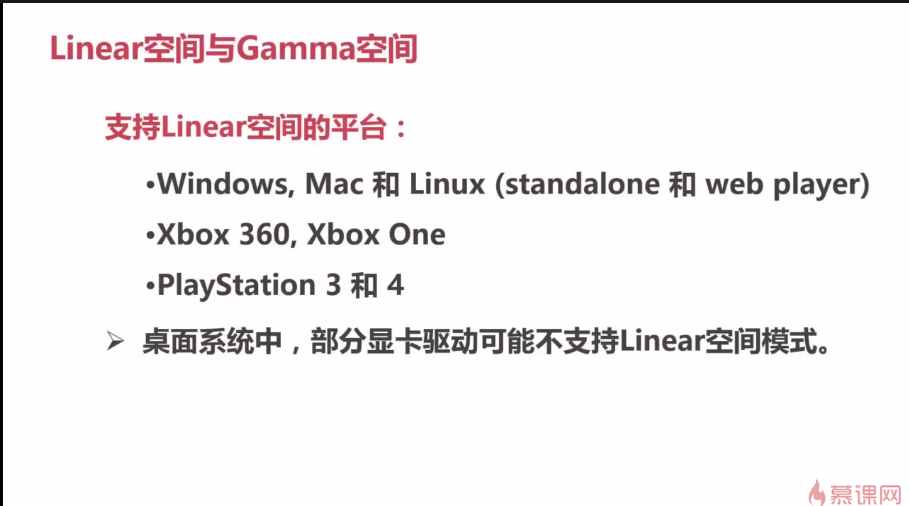 Linear空间与Gamma空间
支持Linear空间的平台：
•Windows, Mac 和 Linux (standalone 和 web player)
•Xbox 360, Xbox One
•PlayStation 3 和 4
➢ 桌面系统中，部分显卡驱动可能不支持Linear空间模式。
慕课网